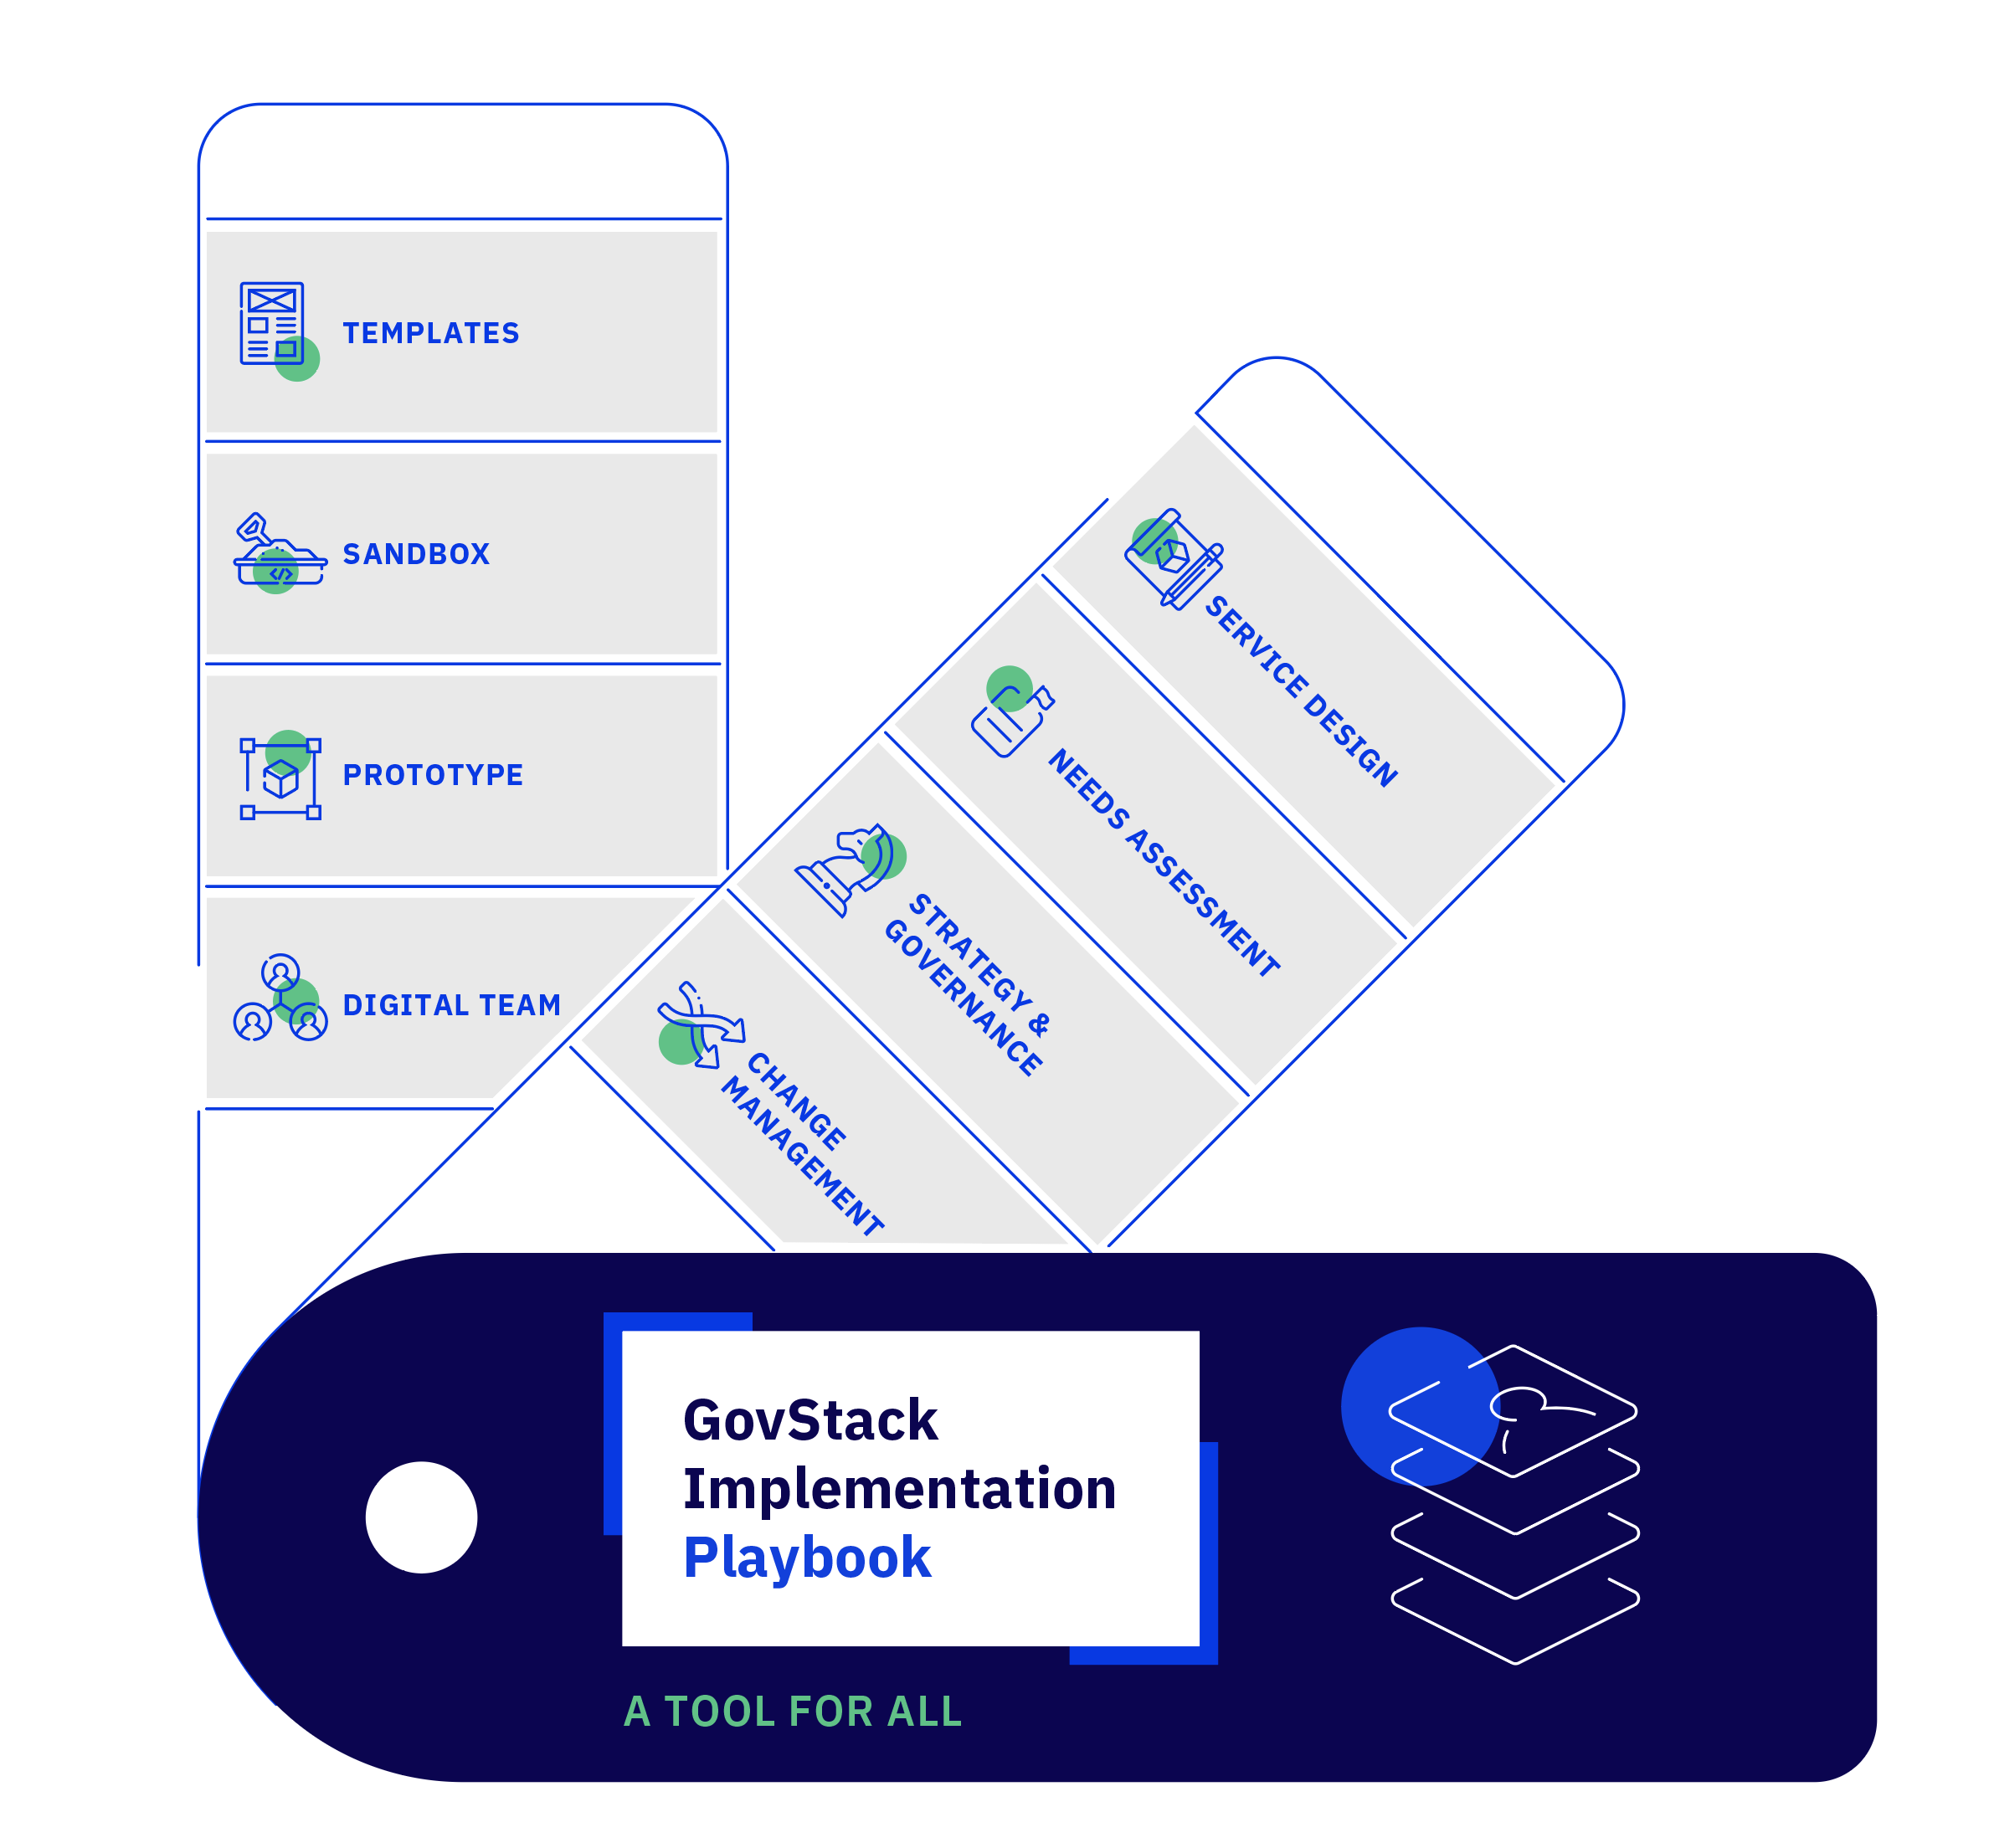 TEMPLATES
SANDBOX
PROTOTYPE
DIGITAL TEAM
SERVICE DESIGN
NEEDS ASSESSMENT
STRATEGY &
GOVERNANCE
CHANGE
MANAGEMENT
GovStack
Implementation
Playbook
A TOOL FOR ALL